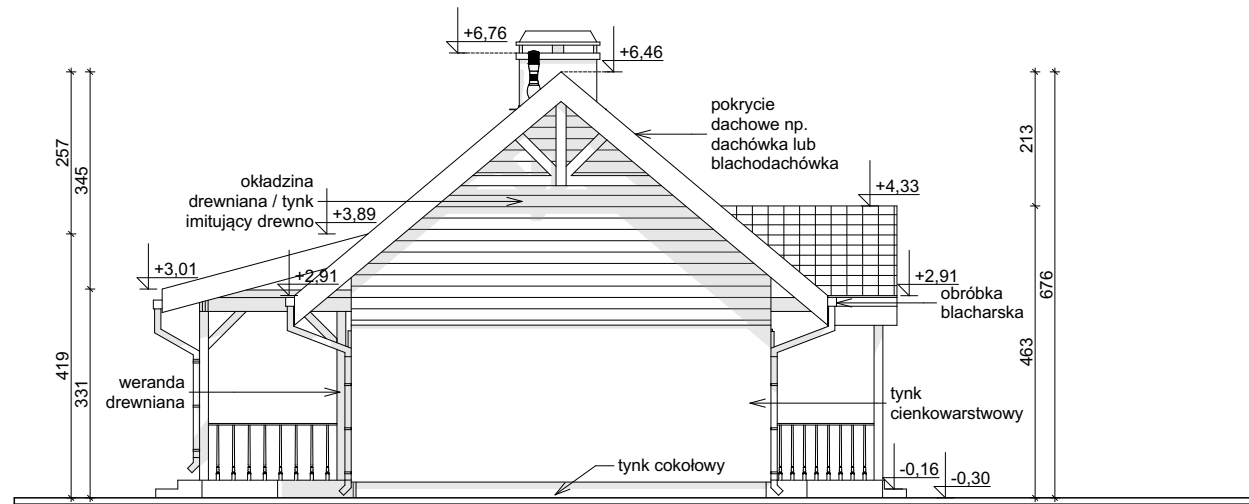 +6,76
+6,46
pokrycie
dachowe np.
dachówka lub
blachodachówka
257
345
213
okładzina
drewniana / tynk
imitujący drewno
+3,89
+4,33
+3,01
+2,91
+2,91
obróbka
blacharska
676
419
331
463
weranda
drewniana
tynk
cienkowarstwowy
tynk cokołowy
-0,16
-0,30